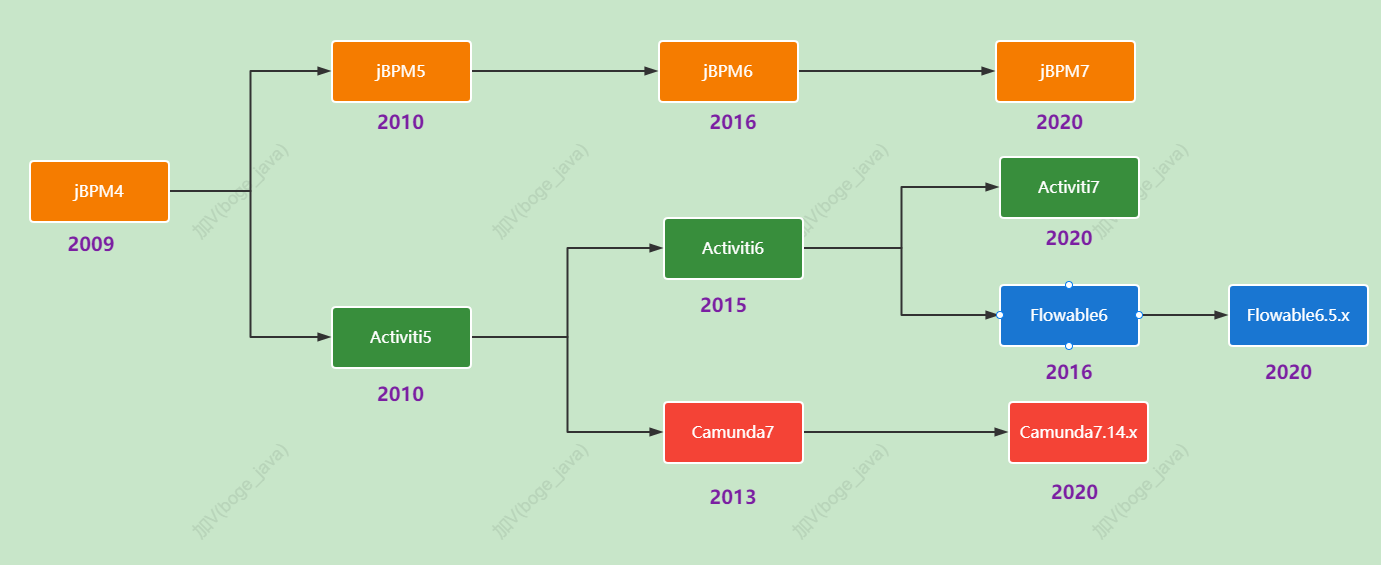 jBPM5
jBPM6
jBPM7
2010
2016
2020
jBPM4
2009
Activiti7
2020
Activiti6
2015
Flowable6
Flowable6.5.x
2016
2020
Activiti5
2010
Camunda7
Camunda7.14.x
2013
2020
加V(boge_java)
加V(boge_java)
加V(boge_java)
加V(boge_java)
加V(boge_java)
加V(boge_java)
加V(boge_java)
加V(boge_java)